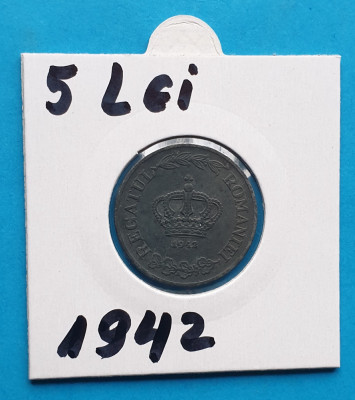 5 Lei
REGATUL ROMANIEI
1942
1942